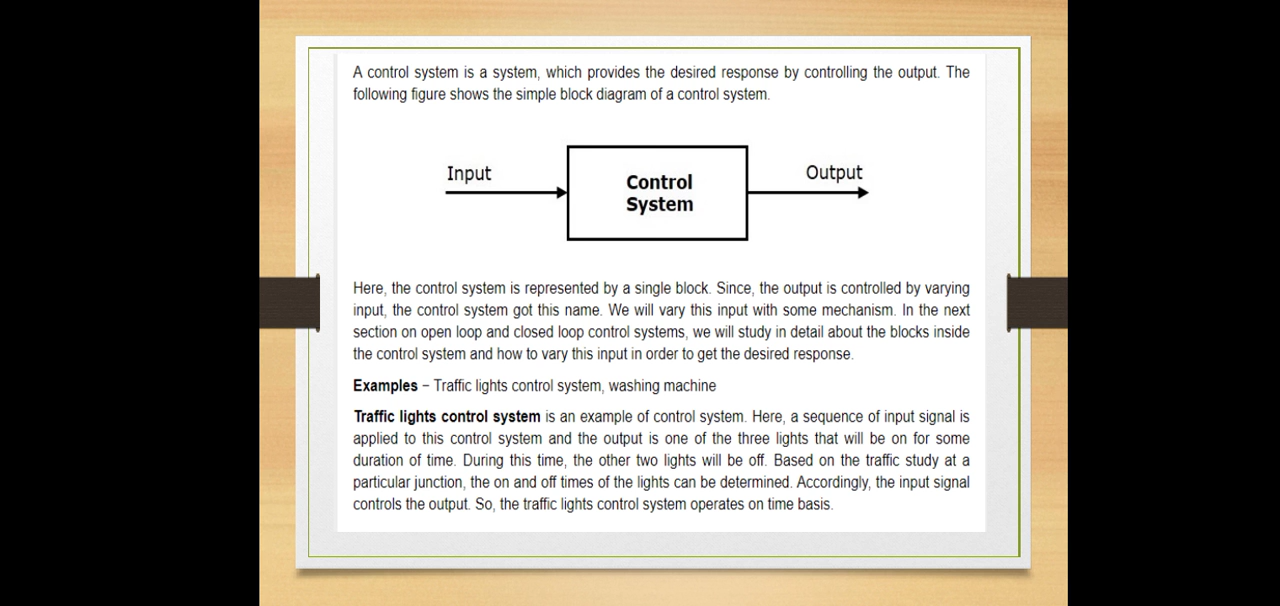 A control system is a system, which provides the desired response by controlling the output. The
following figure shows the simple block diagram of a control system.
Input
Control
System
Output
Here, the control system is represented by a single block. Since, the output is controlled by varying
input, the control system got this name. We will vary this input with some mechanism. In the next
section on open loop and closed loop control systems, we will study in detail about the blocks inside
the control system and how to vary this input in order to get the desired response.
Examples – Traffic lights control system, washing machine
Traffic lights control system is an example of control system. Here, a sequence of input signal is
applied to this control system and the output is one of the three lights that will be on for some
duration of time. During this time, the other two lights will be off. Based on the traffic study at a
particular junction, the on and off times of the lights can be determined. Accordingly, the input signal
controls the output. So, the traffic lights control system operates on time basis.